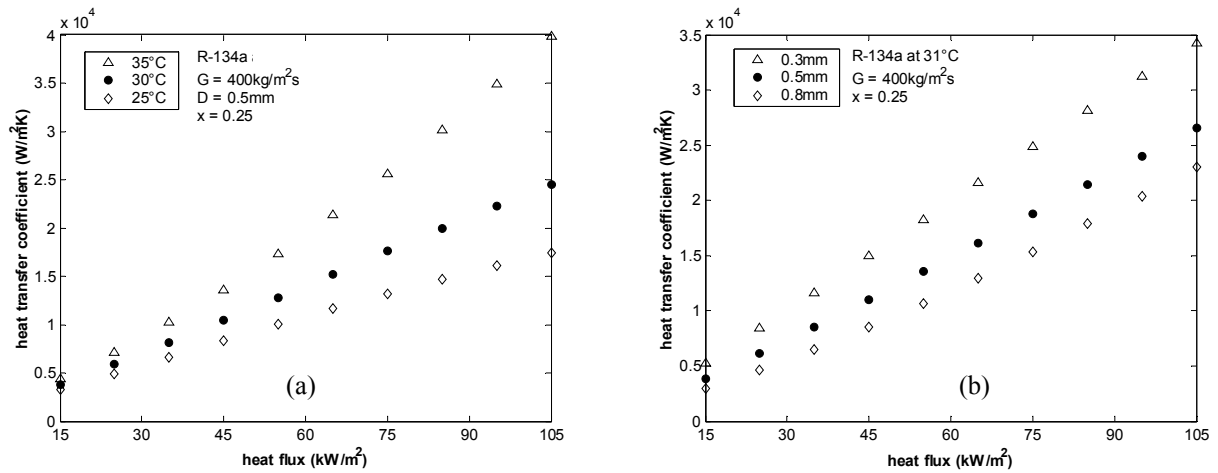 x 10⁴
4
3.5
3
2.5
2
1.5
1
0.5
0
heat transfer coefficient (W/m²K)
35°C
30°C
25°C
R-134a
G = 400kg/m²s
D = 0.5mm
x = 0.25
(a)
15 30 45 60 75 90 105
heat flux (kW/m²)
x 10⁴
3.5
3
2.5
2
1.5
1
0.5
0
heat transfer coefficient (W/m²K)
0.3mm
0.5mm
0.8mm
R-134a at 31°C
G = 400kg/m²s
x = 0.25
(b)
15 30 45 60 75 90 105
heat flux (kW/m²)